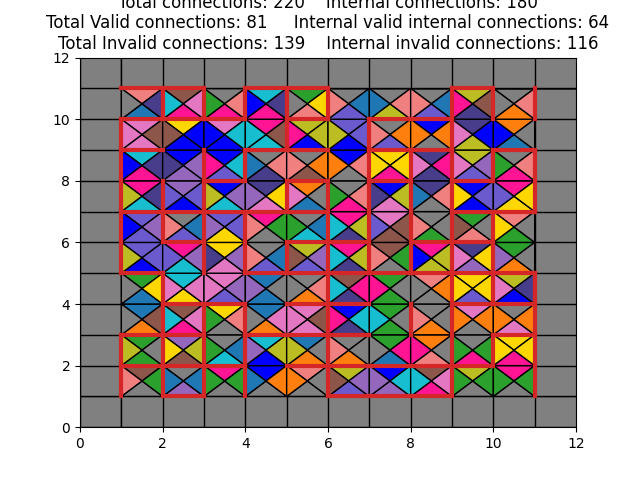 Total connections: 220 Internal connections: 180
Total Valid connections: 81 Internal valid internal connections: 64
Total Invalid connections: 139 Internal invalid connections: 116
12
10
8
6
4
2
0
0 2 4 6 8 10 12